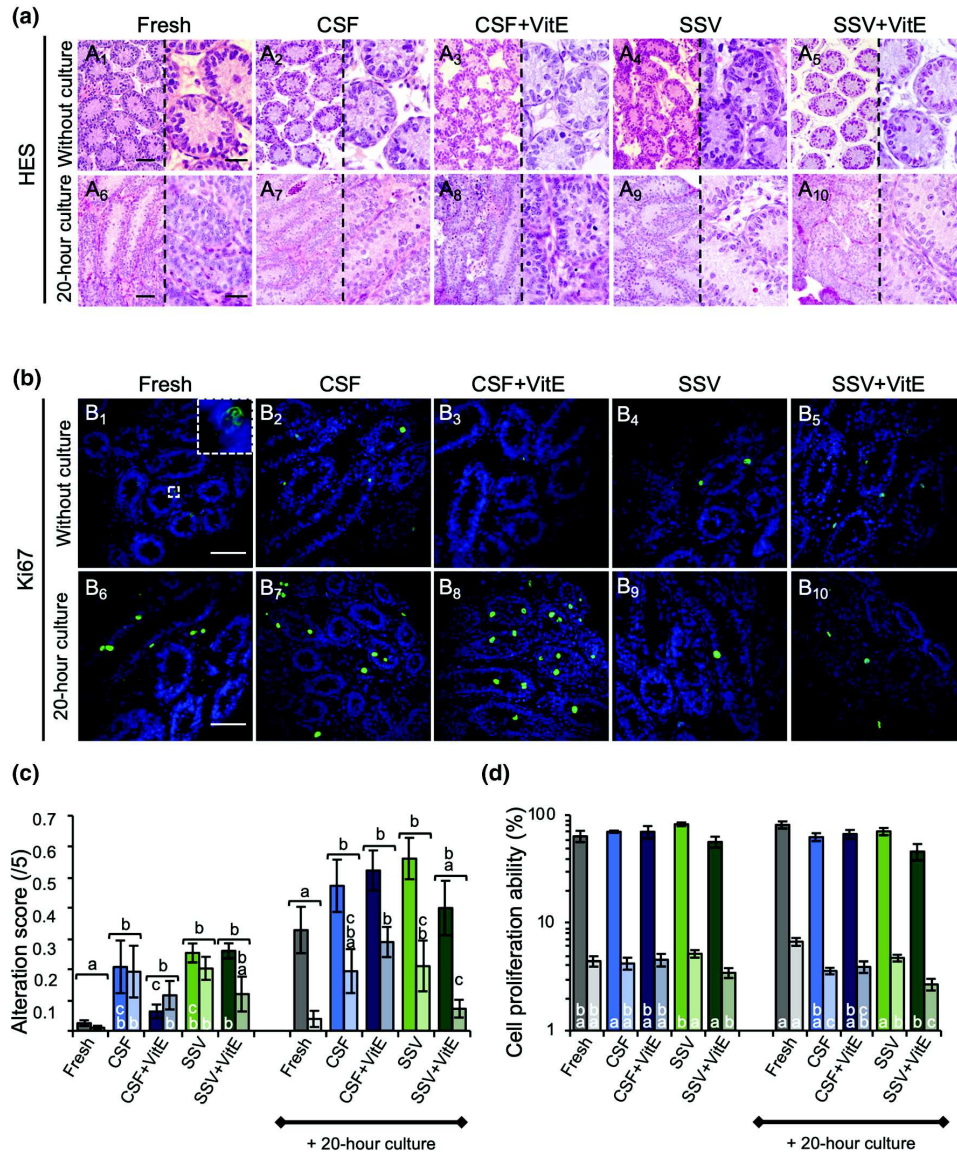 (a)
Fresh CSF CSF+VitE SSV SSV+VitE
HES
Without culture
A1 A2 A3 A4 A5
20-hour culture
A6 A7 A8 A9 A10
(b)
Fresh CSF CSF+VitE SSV SSV+VitE
Ki67
Without culture
B1 B2 B3 B4 B5
20-hour culture
B6 B7 B8 B9 B10
(c)
Alteration score (/5)
0.7
0.6
0.5
0.4
0.3
0.2
0.1
a b b b b
c b b c b c b b b a
a b b b b a
c b a b c b c
Fresh CSF CSF+VitE SSV SSV+VitE
Fresh CSF CSF+VitE SSV SSV+VitE
+ 20-hour culture
(d)
Cell proliferation ability (%)
100
10
1
b a b a a a b a b a b a a b
a a b a c b a c b a b b c
Fresh CSF CSF+VitE SSV SSV+VitE
Fresh CSF CSF+VitE SSV SSV+VitE
+ 20-hour culture